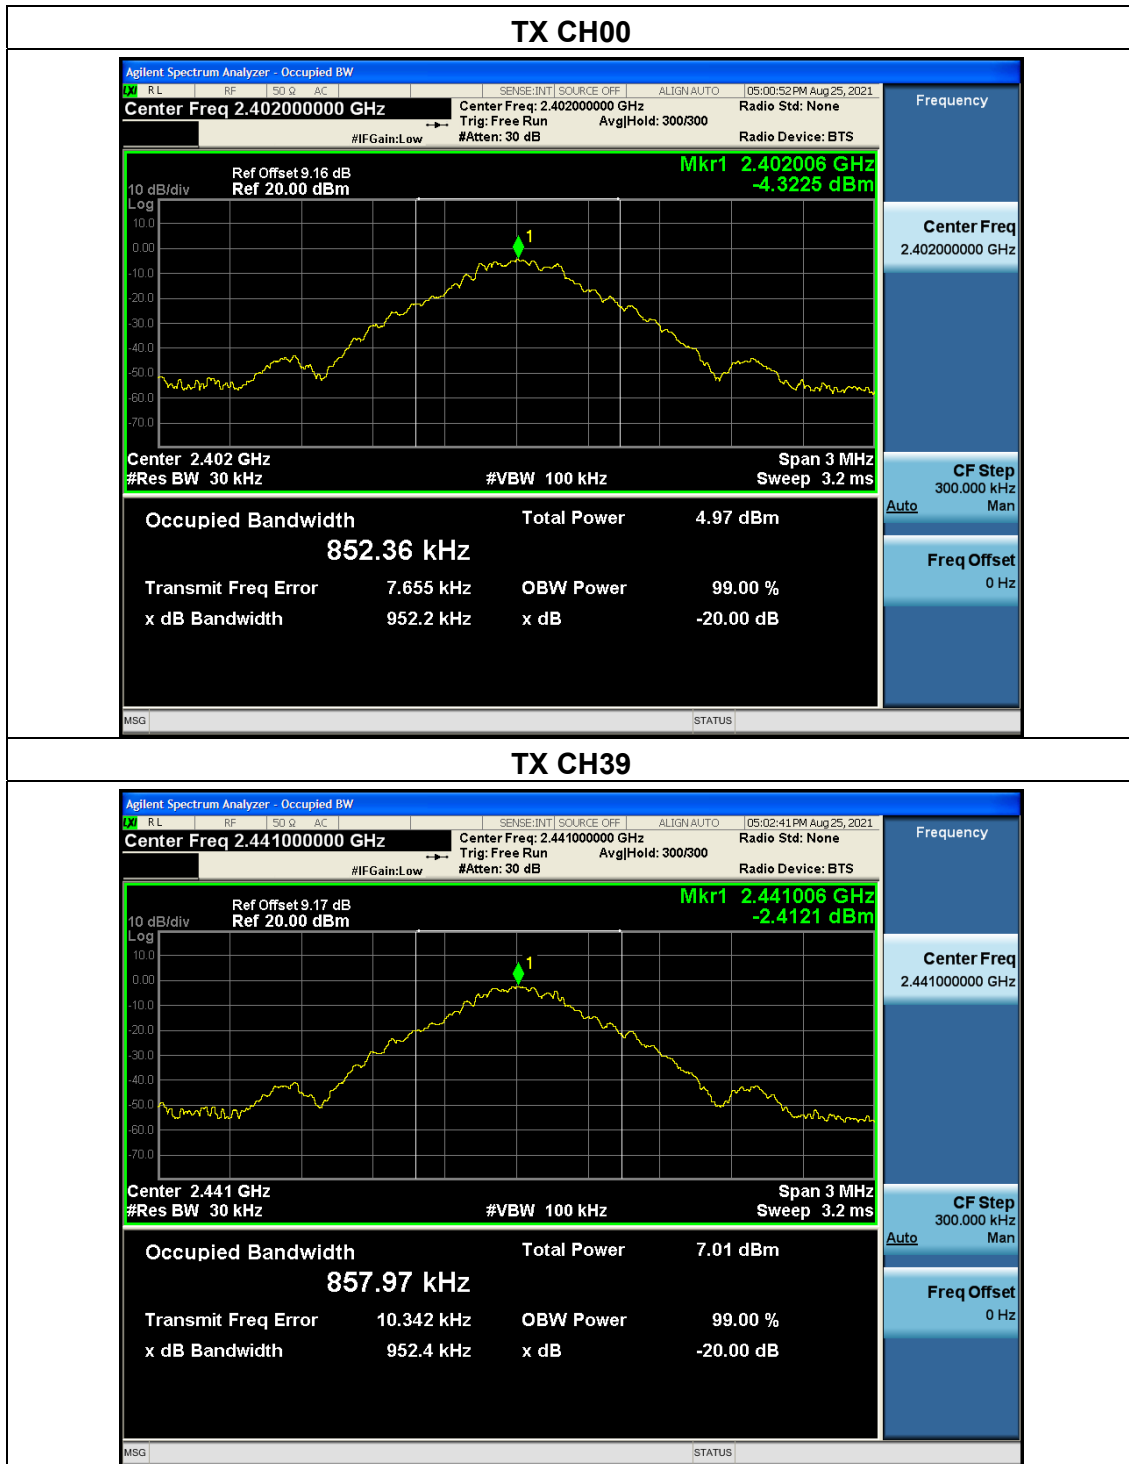 TX CH00
Agilent Spectrum Analyzer - Occupied BW
LXI RL RF 50 Ω AC SENSE:INT SOURCE OFF ALIGN AUTO 05:00:52 PM Aug 25, 2021
Center Freq 2.402000000 GHz
Center Freq: 2.402000000 GHz Radio Std: None
Trig: Free Run Avg|Hold: 300/300
#IFGain:Low #Atten: 30 dB Radio Device: BTS
Frequency
Mkr1 2.402006 GHz
-4.3225 dBm
Ref Offset 9.16 dB
10 dB/div Ref 20.00 dBm
Log
10.0
0.00
-10.0
-20.0
-30.0
-40.0
-50.0
-60.0
-70.0
1
Center Freq
2.402000000 GHz
Center 2.402 GHz Span 3 MHz
#Res BW 30 kHz #VBW 100 kHz Sweep 3.2 ms
CF Step
300.000 kHz
Auto Man
Occupied Bandwidth Total Power 4.97 dBm
852.36 kHz
Transmit Freq Error 7.655 kHz OBW Power 99.00 %
x dB Bandwidth 952.2 kHz x dB -20.00 dB
Freq Offset
0 Hz
MSG STATUS
TX CH39
Agilent Spectrum Analyzer - Occupied BW
LXI RL RF 50 Ω AC SENSE:INT SOURCE OFF ALIGN AUTO 05:02:41 PM Aug 25, 2021
Center Freq 2.441000000 GHz
Center Freq: 2.441000000 GHz Radio Std: None
Trig: Free Run Avg|Hold: 300/300
#IFGain:Low #Atten: 30 dB Radio Device: BTS
Frequency
Mkr1 2.441006 GHz
-2.4121 dBm
Ref Offset 9.17 dB
10 dB/div Ref 20.00 dBm
Log
10.0
0.00
-10.0
-20.0
-30.0
-40.0
-50.0
-60.0
-70.0
1
Center Freq
2.441000000 GHz
Center 2.441 GHz Span 3 MHz
#Res BW 30 kHz #VBW 100 kHz Sweep 3.2 ms
CF Step
300.000 kHz
Auto Man
Occupied Bandwidth Total Power 7.01 dBm
857.97 kHz
Transmit Freq Error 10.342 kHz OBW Power 99.00 %
x dB Bandwidth 952.4 kHz x dB -20.00 dB
Freq Offset
0 Hz
MSG STATUS